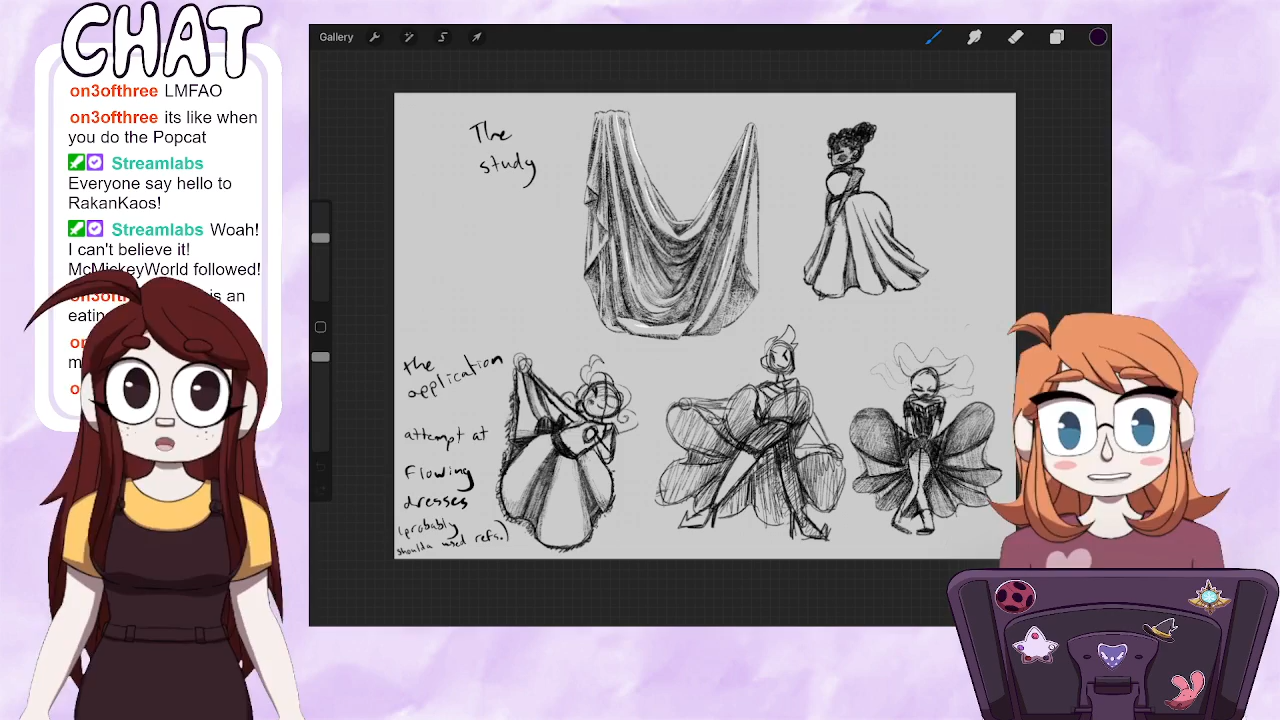 CHAT
on3ofthree LMFAO
on3ofthree its like when
you do the Popcat
Streamlabs
Everyone say hello to
RakanKaos!
Streamlabs Woah!
I can't believe it!
McMickeyWorld followed!
is an
Gallery
The
study
the
application
attempt at
Flowing
dresses
(probably
shoulda used refs.)